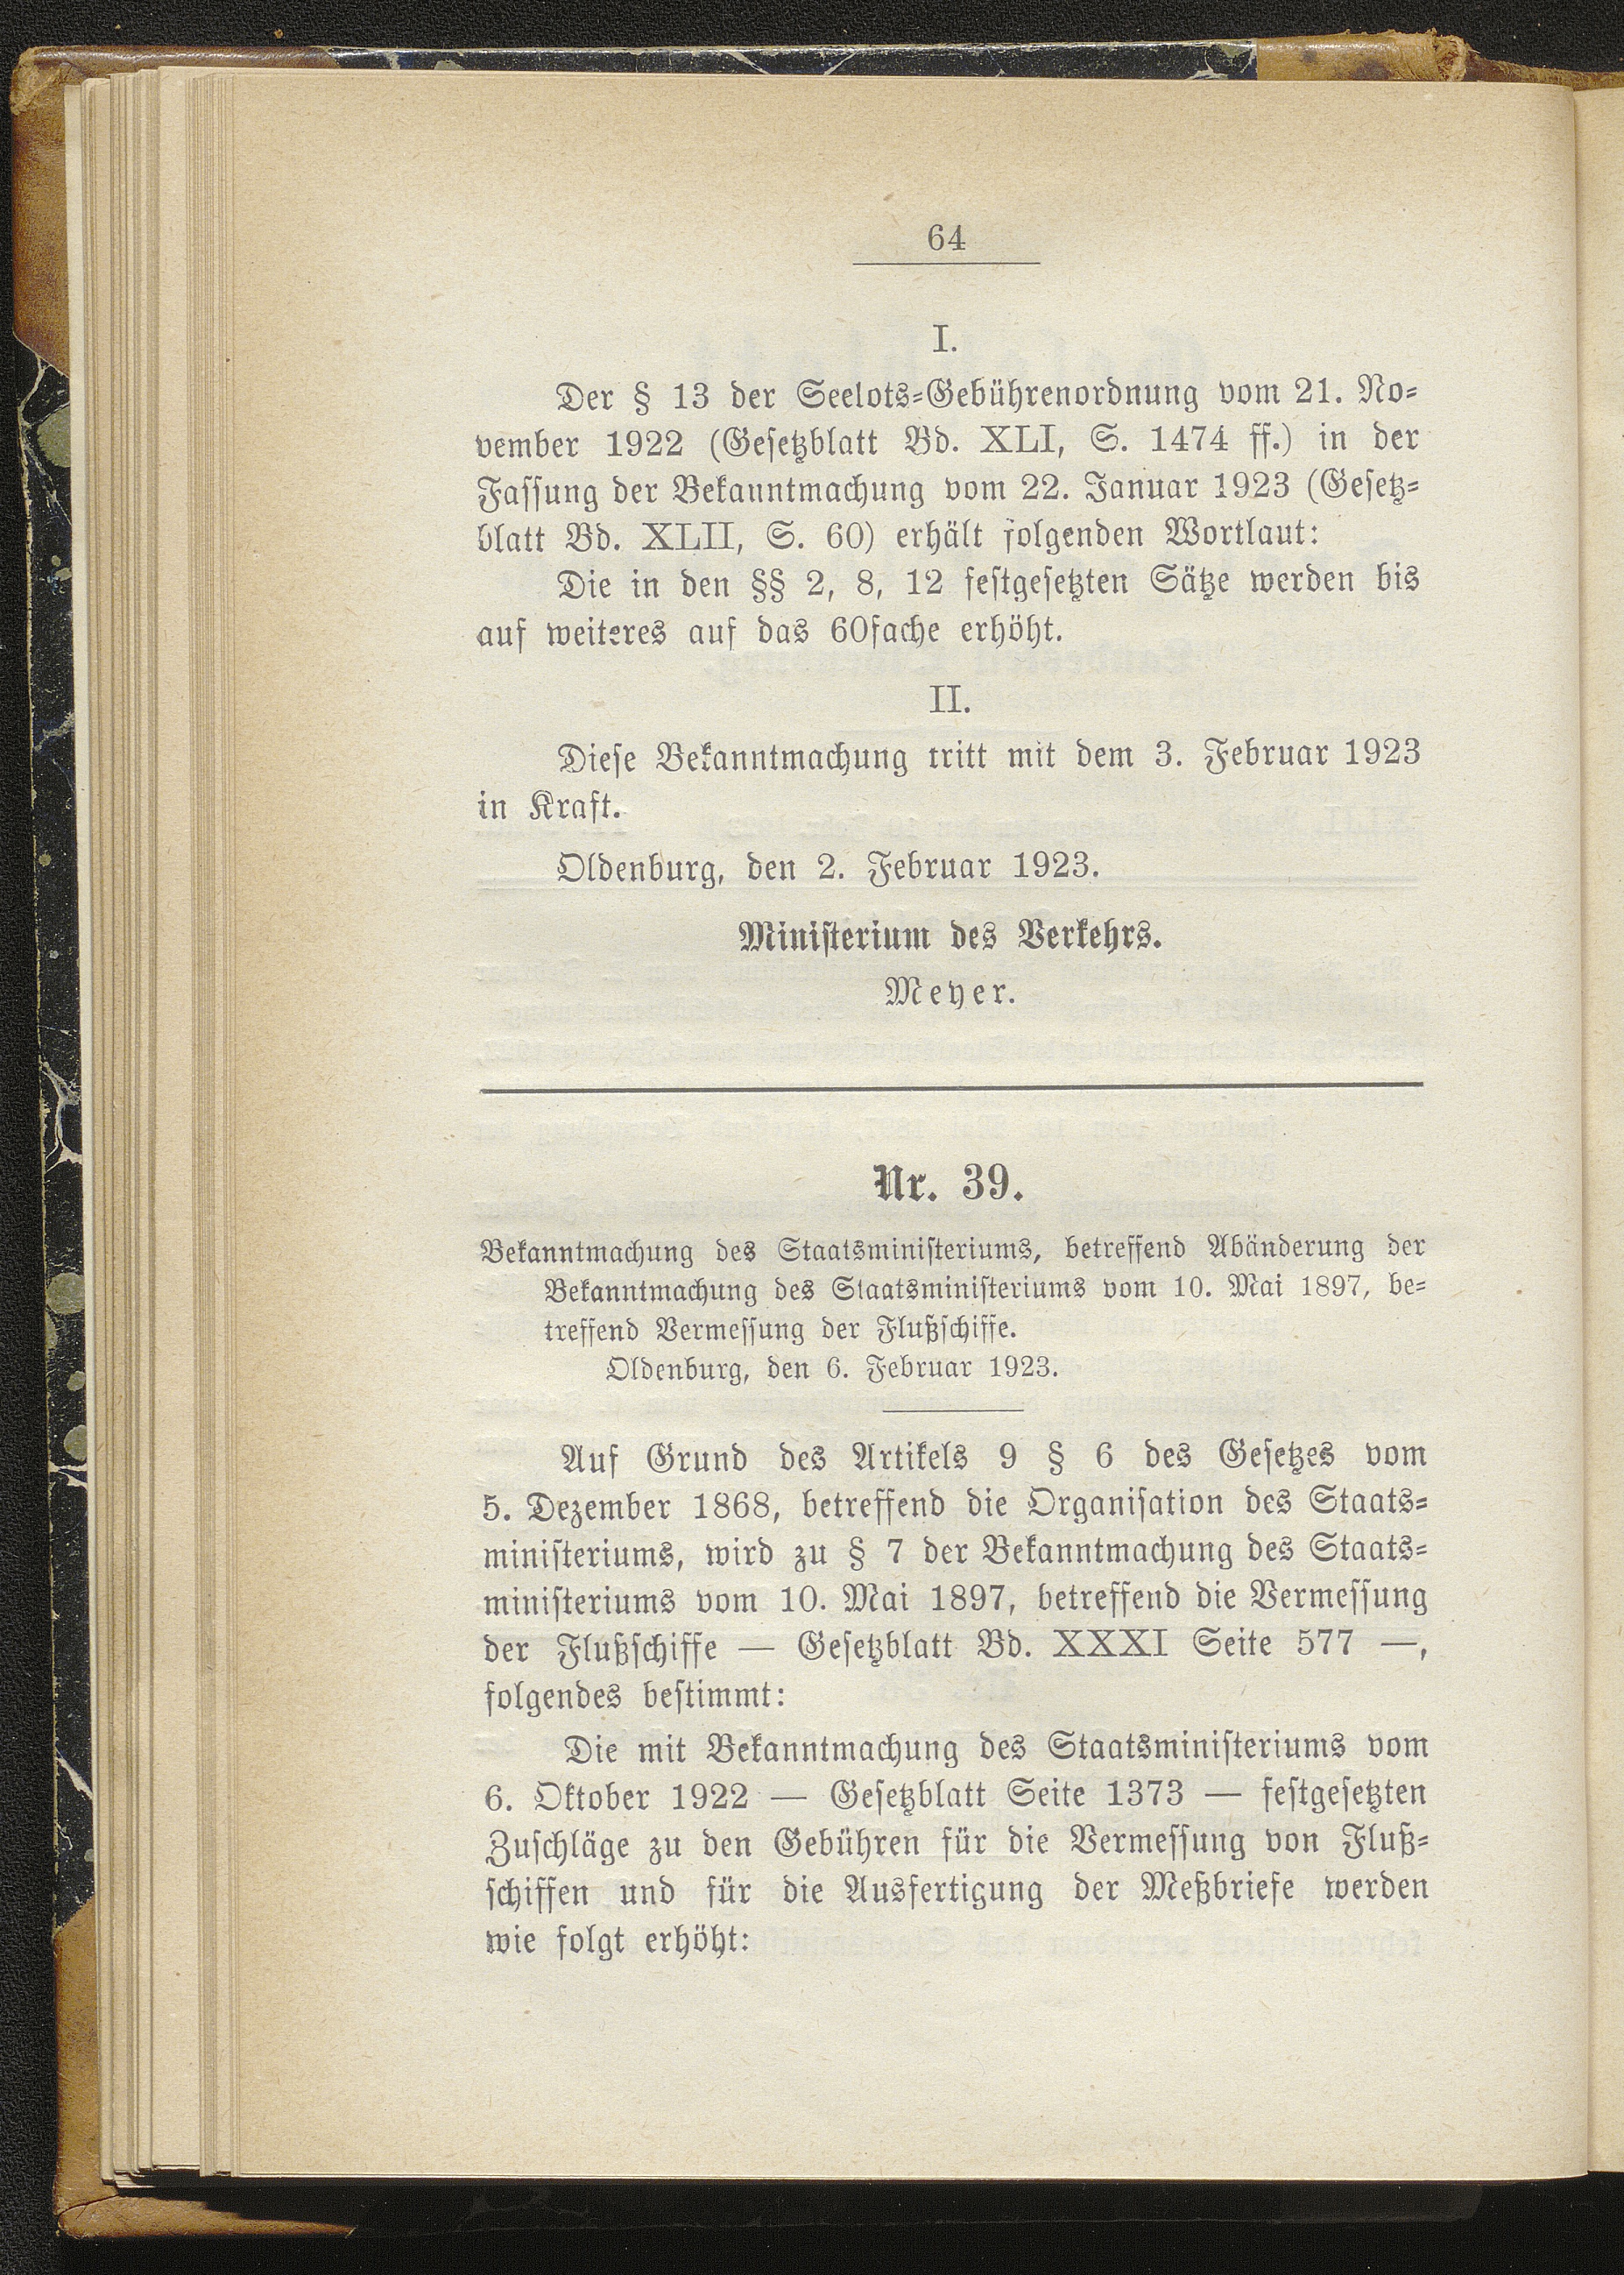 64
I.
Der § 13 der Seelots-Gebührenordnung vom 21. No-
vember 1922 (Gesetzblatt Bd. XLI, S. 1474 ff.) in der
Fassung der Bekanntmachung vom 22. Januar 1923 (Gesetz-
blatt Bd. XLII, S. 60) erhält folgenden Wortlaut:
Die in den §§ 2, 8, 12 festgesetzten Sätze werden bis
auf weiteres auf das 60fache erhöht.
II.
Diese Bekanntmachung tritt mit dem 3. Februar 1923
in Kraft.
Oldenburg, den 2. Februar 1923.
Ministerium des Verkehrs.
Meyer.
Nr. 39.
Bekanntmachung des Staatsministeriums, betreffend Abänderung der
Bekanntmachung des Staatsministeriums vom 10. Mai 1897, be-
treffend Vermessung der Flußschiffe.
Oldenburg, den 6. Februar 1923.
Auf Grund des Artikels 9 § 6 des Gesetzes vom
5. Dezember 1868, betreffend die Organisation des Staats-
ministeriums, wird zu § 7 der Bekanntmachung des Staats-
ministeriums vom 10. Mai 1897, betreffend die Vermessung
der Flußschiffe — Gesetzblatt Bd. XXXI Seite 577 —,
folgendes bestimmt:
Die mit Bekanntmachung des Staatsministeriums vom
6. Oktober 1922 — Gesetzblatt Seite 1373 — festgesetzten
Zuschläge zu den Gebühren für die Vermessung von Fluß-
schiffen und für die Ausfertigung der Meßbriefe werden
wie folgt erhöht: